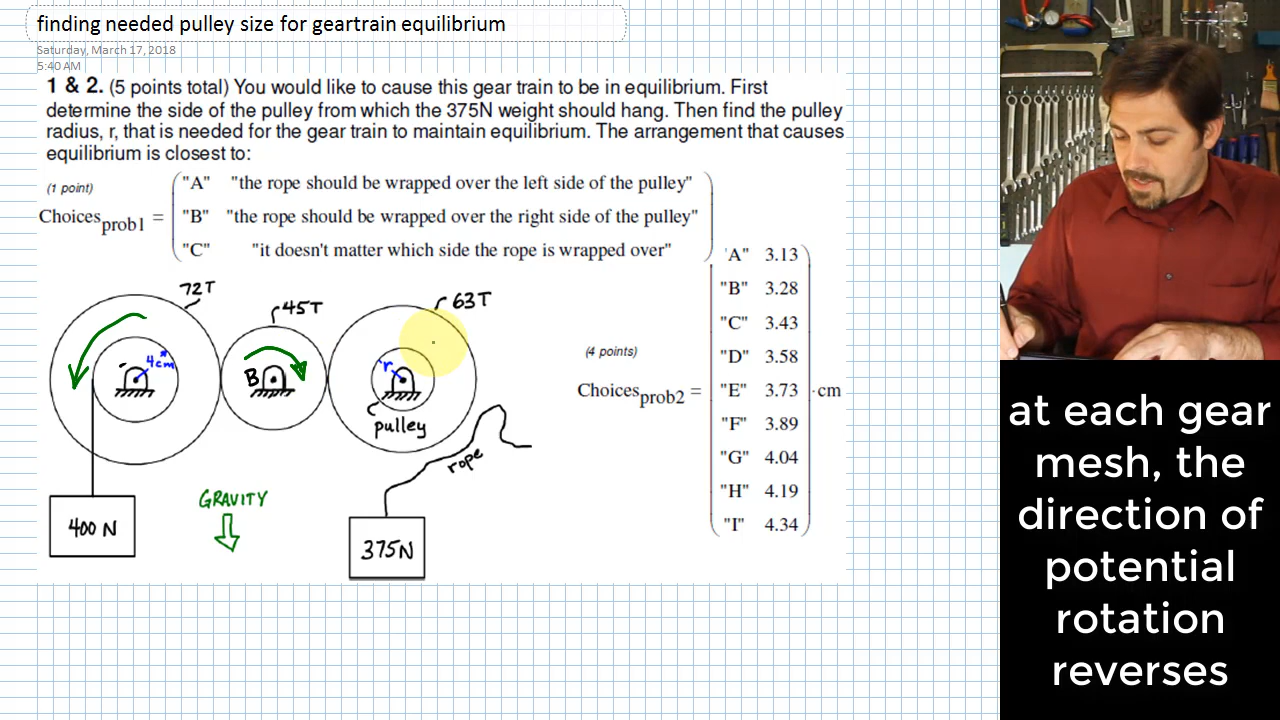 finding needed pulley size for geartrain equilibrium
Saturday, March 17, 2018
5:40 AM
1 & 2. (5 points total) You would like to cause this gear train to be in equilibrium. First
determine the side of the pulley from which the 375N weight should hang. Then find the pulley
radius, r, that is needed for the gear train to maintain equilibrium. The arrangement that causes
equilibrium is closest to:
(1 point)
Choices prob1 =
"A" "the rope should be wrapped over the left side of the pulley"
"B" "the rope should be wrapped over the right side of the pulley"
"C" "it doesn't matter which side the rope is wrapped over"
72T
45T
63T
4cm
B
r
pulley
rope
GRAVITY
400 N
375N
(4 points)
Choices prob2 =
"A" 3.13
"B" 3.28
"C" 3.43
"D" 3.58
"E" 3.73
"F" 3.89
"G" 4.04
"H" 4.19
"I" 4.34
·cm
at each gear
mesh, the
direction of
potential
rotation
reverses